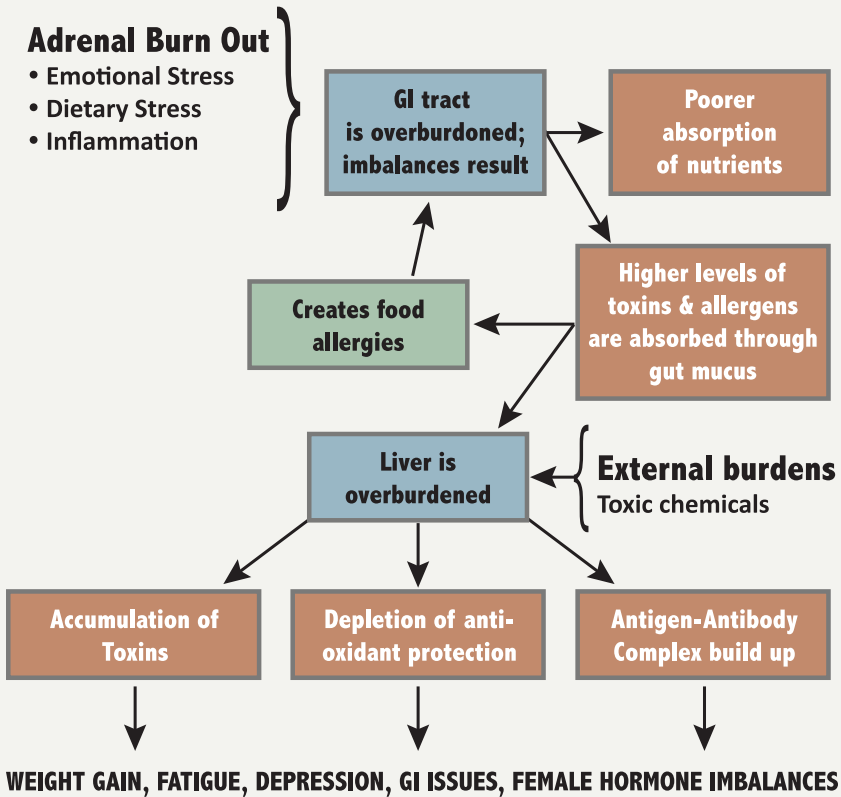 Adrenal Burn Out
• Emotional Stress
• Dietary Stress
• Inflammation
GI tract
is overburdoned;
imbalances result
Poorer
absorption
of nutrients
Higher levels of
toxins & allergens
are absorbed through
gut mucus
Creates food
allergies
Liver is
overburdened
External burdens
Toxic chemicals
Accumulation of
Toxins
Depletion of anti-
oxidant protection
Antigen-Antibody
Complex build up
WEIGHT GAIN, FATIGUE, DEPRESSION, GI ISSUES, FEMALE HORMONE IMBALANCES